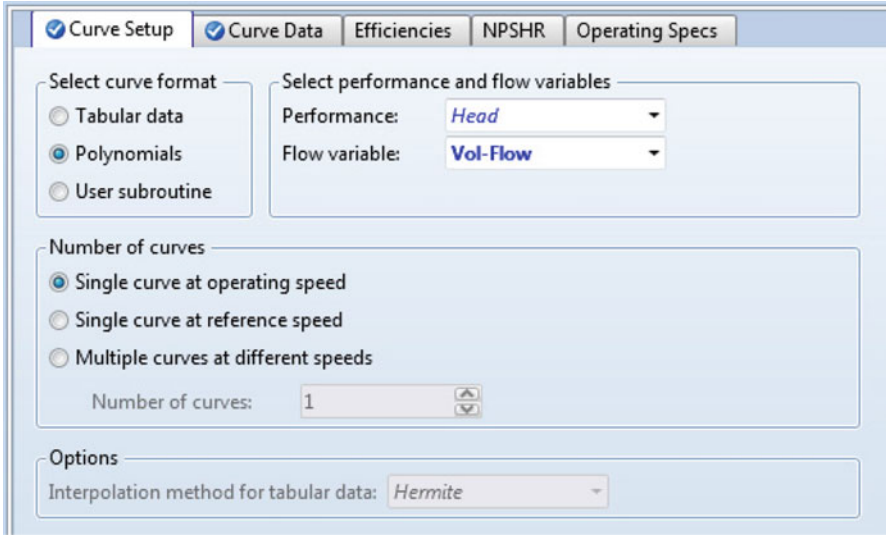 Curve Setup Curve Data Efficiencies NPSHR Operating Specs
Select curve format Select performance and flow variables
Tabular data Performance: Head
Polynomials Flow variable: Vol-Flow
User subroutine
Number of curves
Single curve at operating speed
Single curve at reference speed
Multiple curves at different speeds
Number of curves: 1
Options
Interpolation method for tabular data: Hermite